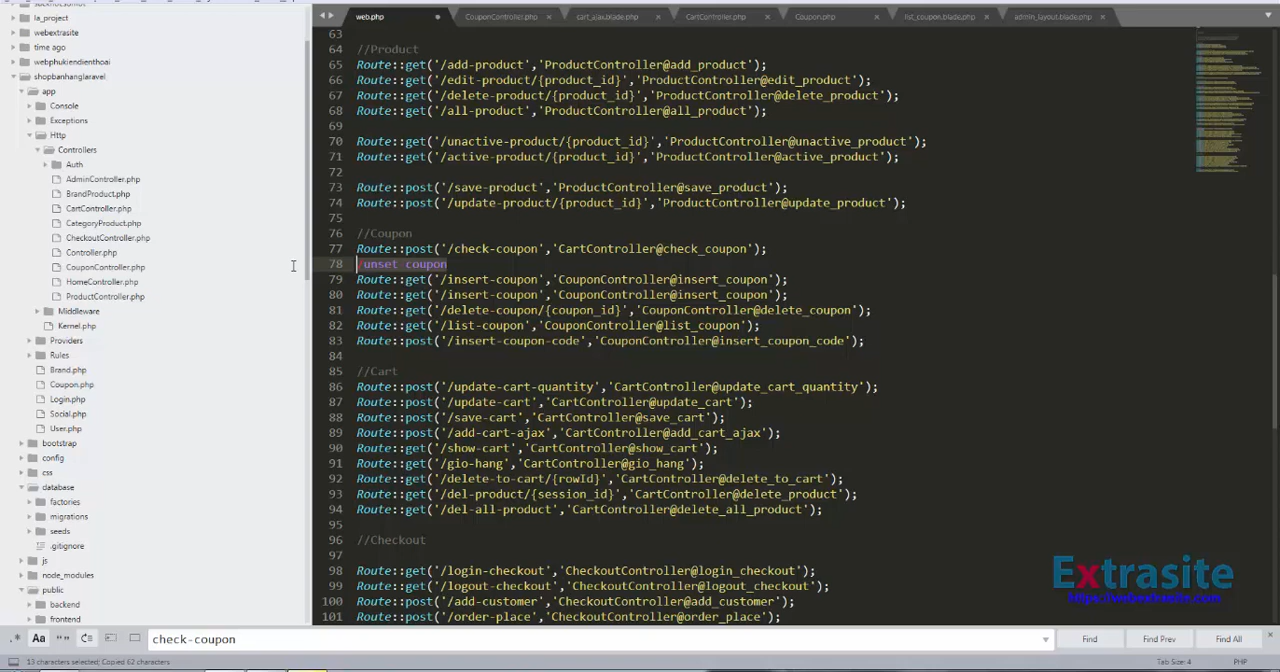 web.php
CouponController.php
cart_ajax.blade.php
CartController.php
Coupon.php
list_coupon.blade.php
admin_layout.blade.php
la_project
webextrasite
time ago
webphukiendienthoai
shopbanhanglaravel
app
Console
Exceptions
Http
Controllers
Auth
AdminController.php
BrandProduct.php
CartController.php
CategoryProduct.php
CheckoutController.php
Controller.php
CouponController.php
HomeController.php
ProductController.php
Middleware
Kernel.php
Providers
Rules
Brand.php
Coupon.php
Login.php
Social.php
User.php
bootstrap
config
css
database
factories
migrations
seeds
.gitignore
js
node_modules
public
backend
frontend
63
64 //Product
65 Route::get('/add-product','ProductController@add_product');
66 Route::get('/edit-product/{product_id}','ProductController@edit_product');
67 Route::get('/delete-product/{product_id}','ProductController@delete_product');
68 Route::get('/all-product','ProductController@all_product');
69
70 Route::get('/unactive-product/{product_id}','ProductController@unactive_product');
71 Route::get('/active-product/{product_id}','ProductController@active_product');
72
73 Route::post('/save-product','ProductController@save_product');
74 Route::post('/update-product/{product_id}','ProductController@update_product');
75
76 //Coupon
77 Route::post('/check-coupon','CartController@check_coupon');
78 /unset coupon
79 Route::get('/insert-coupon','CouponController@insert_coupon');
80 Route::get('/insert-coupon','CouponController@insert_coupon');
81 Route::get('/delete-coupon/{coupon_id}','CouponController@delete_coupon');
82 Route::get('/list-coupon','CouponController@list_coupon');
83 Route::post('/insert-coupon-code','CouponController@insert_coupon_code');
84
85 //Cart
86 Route::post('/update-cart-quantity','CartController@update_cart_quantity');
87 Route::post('/update-cart','CartController@update_cart');
88 Route::post('/save-cart','CartController@save_cart');
89 Route::post('/add-cart-ajax','CartController@add_cart_ajax');
90 Route::get('/show-cart','CartController@show_cart');
91 Route::get('/gio-hang','CartController@gio_hang');
92 Route::get('/delete-to-cart/{rowId}','CartController@delete_to_cart');
93 Route::get('/del-product/{session_id}','CartController@delete_product');
94 Route::get('/del-all-product','CartController@delete_all_product');
95
96 //Checkout
97
98 Route::get('/login-checkout','CheckoutController@login_checkout');
99 Route::get('/logout-checkout','CheckoutController@logout_checkout');
100 Route::post('/add-customer','CheckoutController@add_customer');
101 Route::post('/order-place','CheckoutController@order_place');
Extrasite
https://webextrasite.com
.* Aa "" check-coupon Find Find Prev Find All
13 characters selected; Copied 62 characters Tab Size: 4 PHP